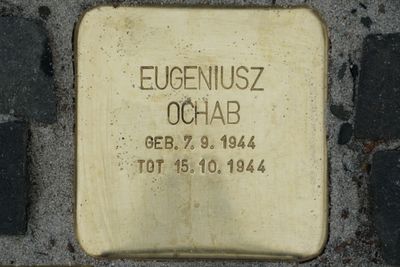 EUGENIUSZ
OCHAB
GEB. 7. 9. 1944
TOT 15. 10. 1944